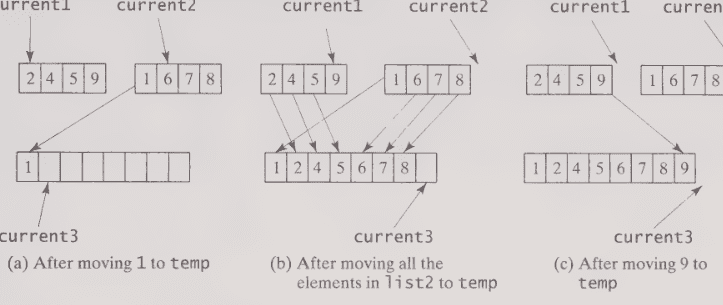 urrent1 current2 current1 current2 current1 curren
2 4 5 9 1 6 7 8 2 4 5 9 1 6 7 8 2 4 5 9 1 6 7 8
1 1 2 4 5 6 7 8 1 2 4 5 6 7 8 9
current3 current3 current3
(a) After moving 1 to temp (b) After moving all the (c) After moving 9 to
elements in list2 to temp temp